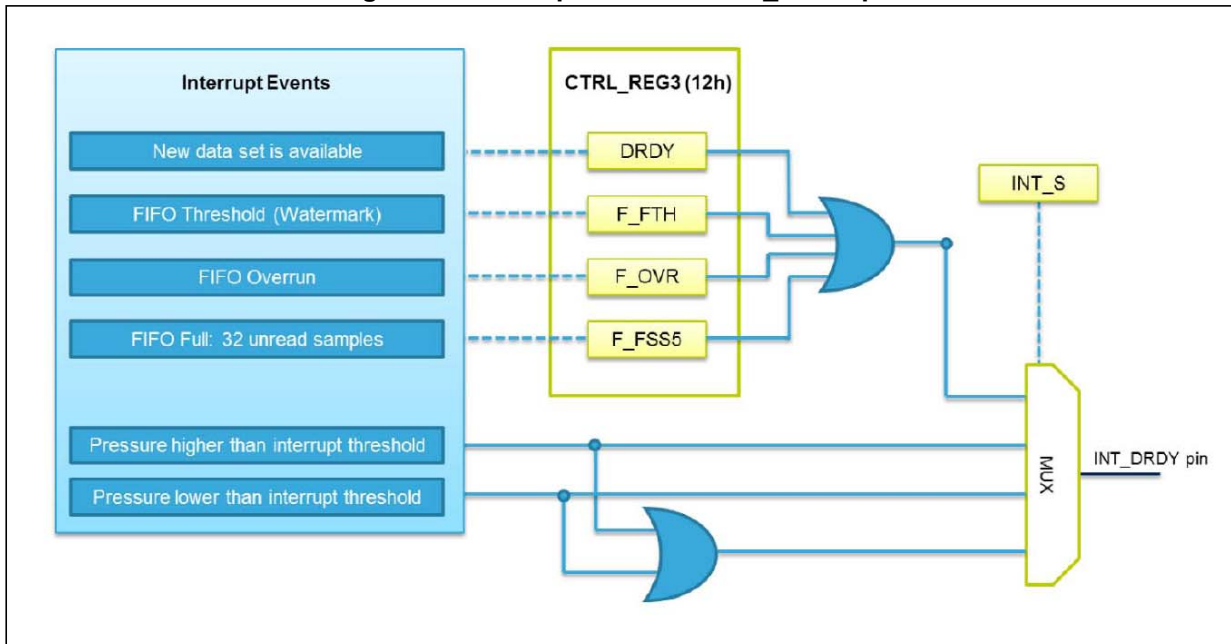 Interrupt Events
New data set is available
FIFO Threshold (Watermark)
FIFO Overrun
FIFO Full: 32 unread samples
Pressure higher than interrupt threshold
Pressure lower than interrupt threshold
CTRL_REG3 (12h)
DRDY
F_FTH
F_OVR
F_FSS5
INT_S
MUX
INT_DRDY pin